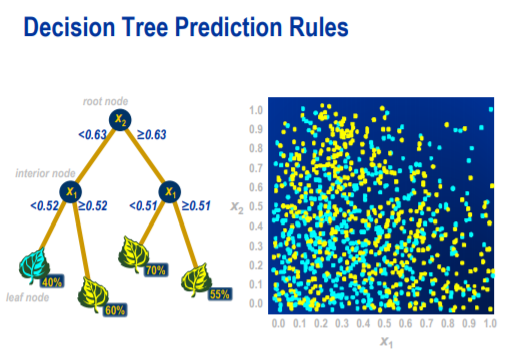 Decision Tree Prediction Rules
root node
X2
<0.63 ≥0.63
interior node
X1 X1
<0.52 ≥0.52 <0.51 ≥0.51
40% 70%
leaf node
60% 55%
1.0
0.9
0.8
0.7
0.6
X2 0.5
0.4
0.3
0.2
0.1
0.0
0.0 0.1 0.2 0.3 0.4 0.5 0.6 0.7 0.8 0.9 1.0
X1